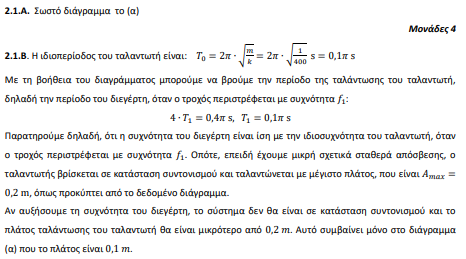 2.1.Α. Σωστό διάγραμμα το (α)
Μονάδες 4
2.1.Β. Η ιδιοπερίοδος του ταλαντωτή είναι: T₀ = 2π · √(m/k) = 2π · √(1/400) s = 0,1π s
Με τη βοήθεια του διαγράμματος μπορούμε να βρούμε την περίοδο της ταλάντωσης του ταλαντωτή,
δηλαδή την περίοδο του διεγέρτη, όταν ο τροχός περιστρέφεται με συχνότητα f₁:
4 · T₁ = 0,4π s, T₁ = 0,1π s
Παρατηρούμε δηλαδή, ότι η συχνότητα του διεγέρτη είναι ίση με την ιδιοσυχνότητα του ταλαντωτή, όταν
ο τροχός περιστρέφεται με συχνότητα f₁. Οπότε, επειδή έχουμε μικρή σχετικά σταθερά απόσβεσης, ο
ταλαντωτής βρίσκεται σε κατάσταση συντονισμού και ταλαντώνεται με μέγιστο πλάτος, που είναι Aₘₐₓ =
0,2 m, όπως προκύπτει από το δεδομένο διάγραμμα.
Αν αυξήσουμε τη συχνότητα του διεγέρτη, το σύστημα δεν θα είναι σε κατάσταση συντονισμού και το
πλάτος ταλάντωσης του ταλαντωτή θα είναι μικρότερο από 0,2 m. Αυτό συμβαίνει μόνο στο διάγραμμα
(α) που το πλάτος είναι 0,1 m.